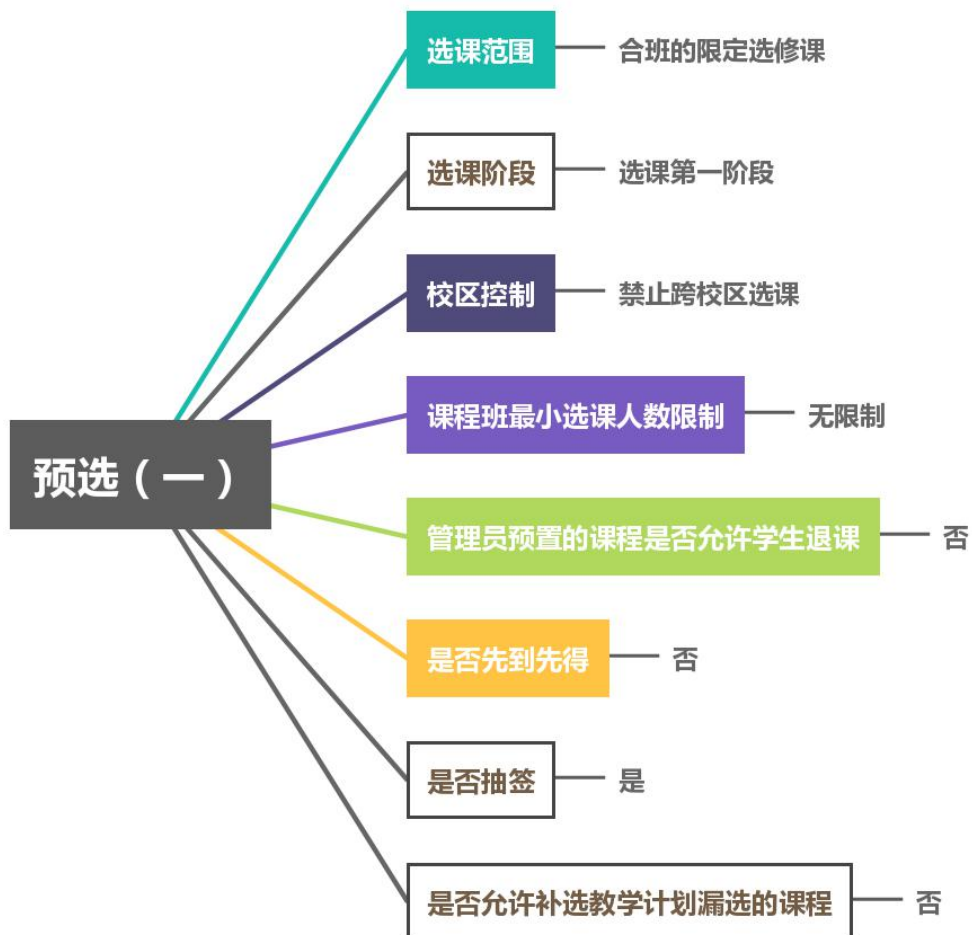 选课范围
合班的限定选修课
选课阶段
选课第一阶段
校区控制
禁止跨校区选课
课程班最小选课人数限制
无限制
预选（一）
管理员预置的课程是否允许学生退课
否
是否先到先得
否
是否抽签
是
是否允许补选教学计划漏选的课程
否